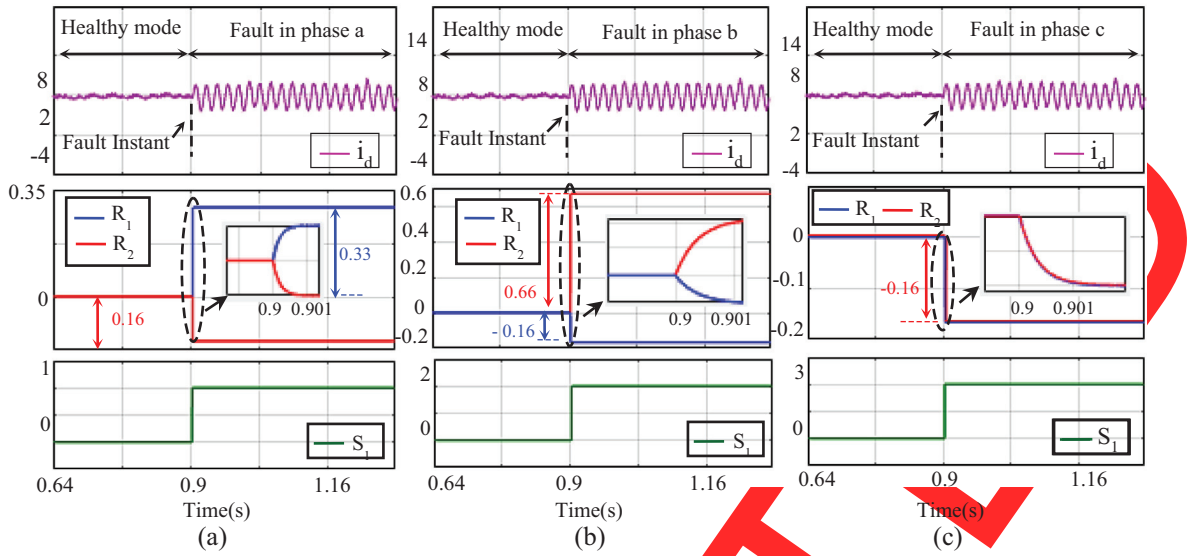 Healthy mode
Fault in phase a
8
2
-4
Fault Instant
i_d
0.35
0
R_1
R_2
0.16
0.33
0.9
0.901
1
0
S_1
0.64
0.9
1.16
Time(s)
(a)
Healthy mode
Fault in phase b
14
8
2
-4
Fault Instant
i_d
0.6
0.4
0.2
0.0
-0.2
R_1
R_2
0.66
- 0.16
0.9
0.901
2
0
S_1
0.64
0.9
1.16
Time(s)
(b)
Healthy mode
Fault in phase c
14
8
2
-4
Fault Instant
i_d
0
-0.1
-0.2
R_1
R_2
-0.16
0.9
0.901
3
0
S_1
0.64
0.9
1.16
Time(s)
(c)